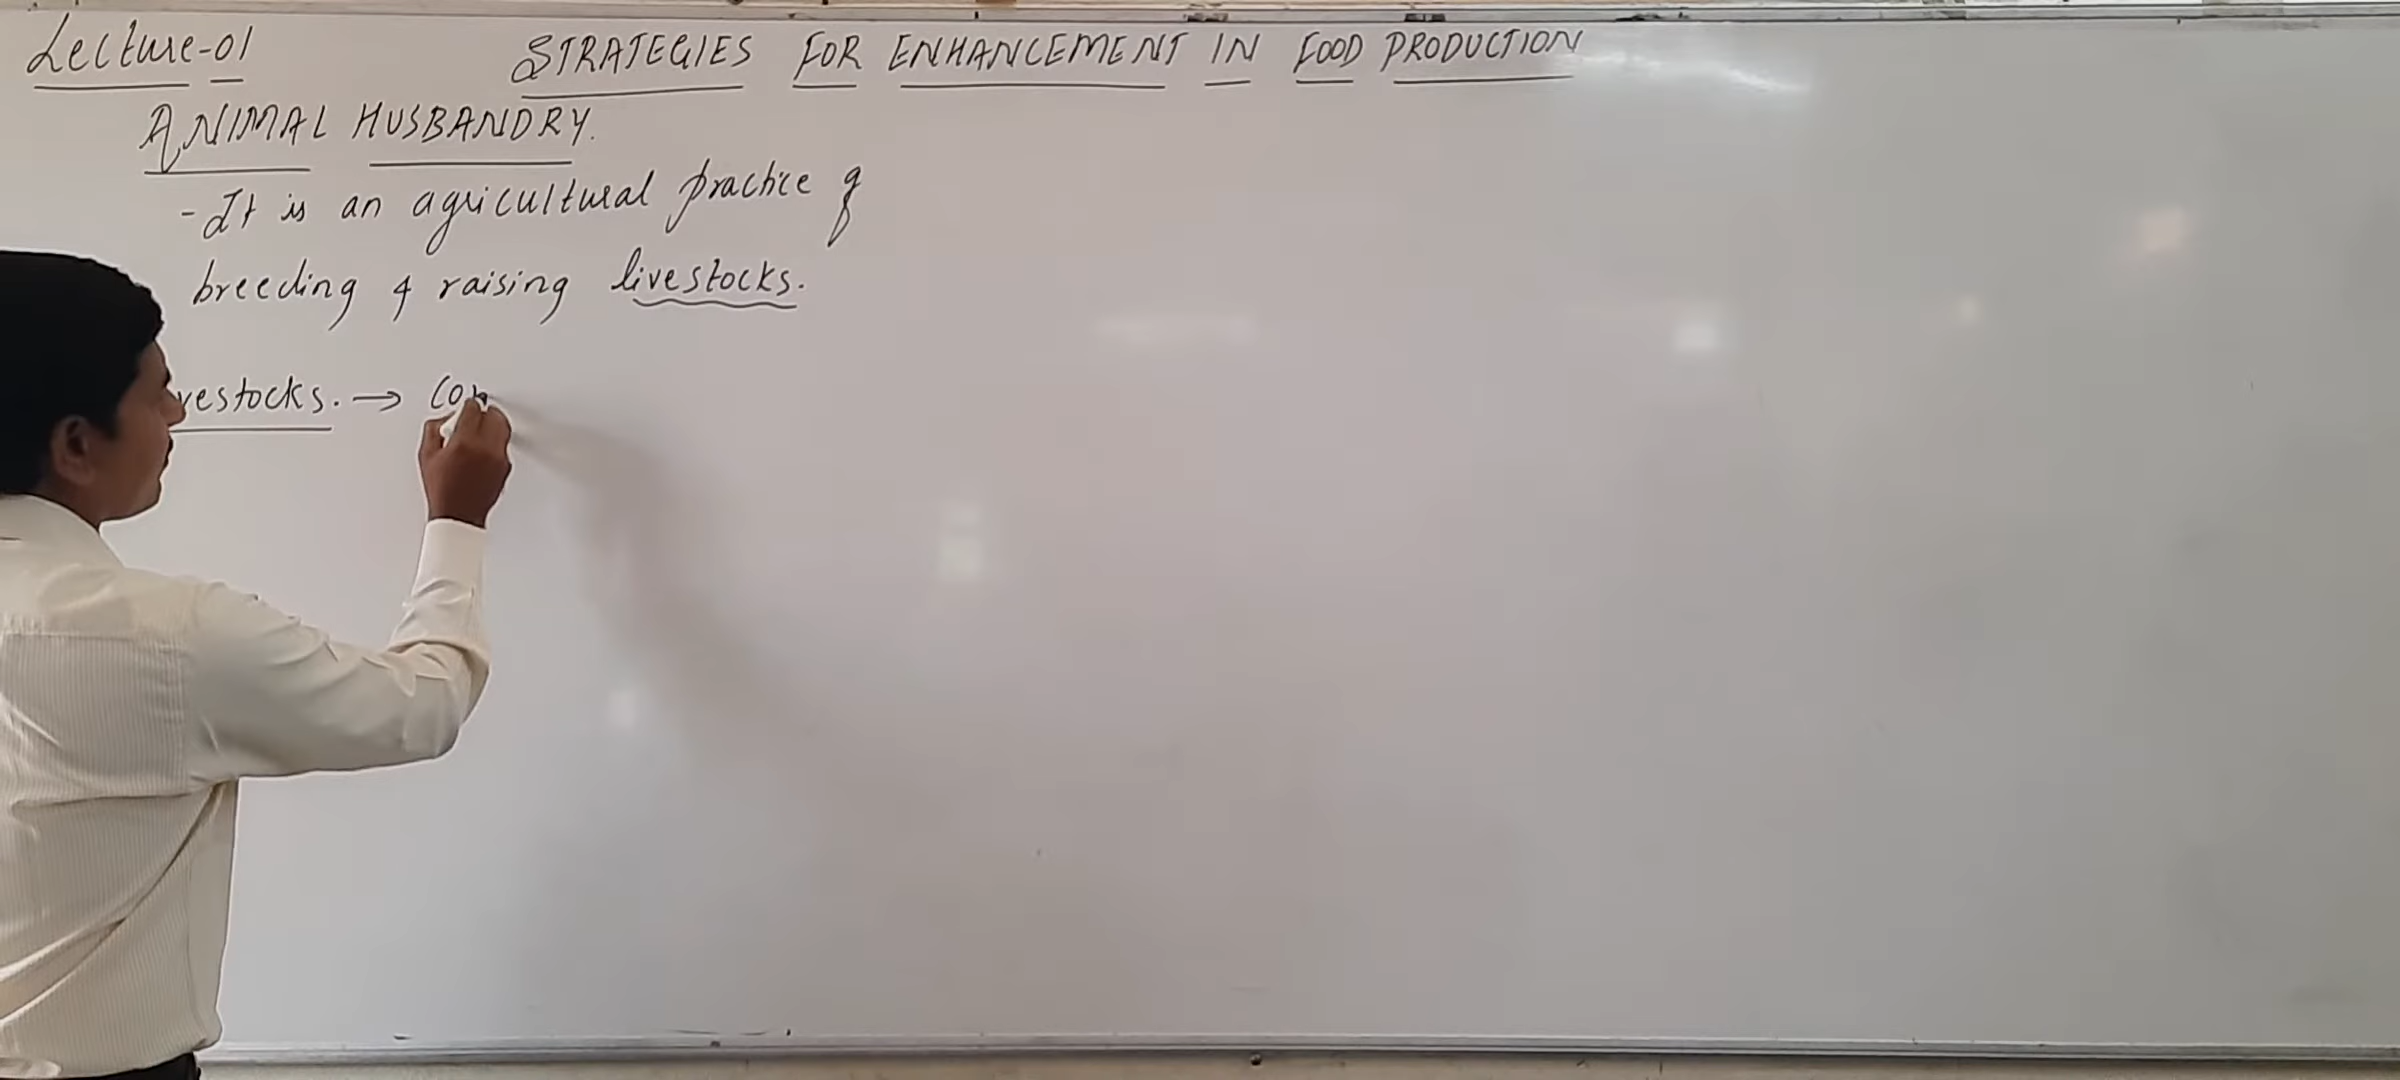 Lecture-01 STRATEGIES FOR ENHANCEMENT IN FOOD PRODUCTION
ANIMAL HUSBANDRY.
- It is an agricultural practice of
breeding & raising livestocks.
vestocks. →